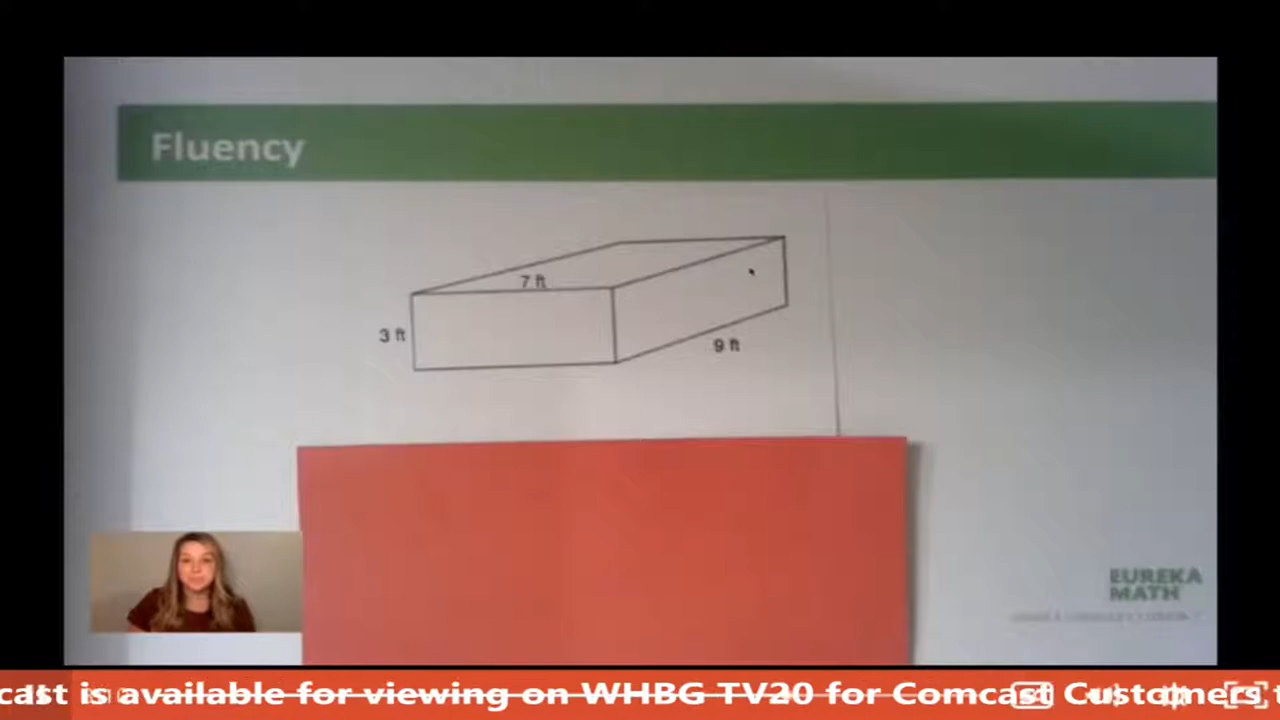 Fluency
7 ft
3 ft
9 ft
EUREKA
MATH
cast is available for viewing on WHBG TV20 for Comcast Customers